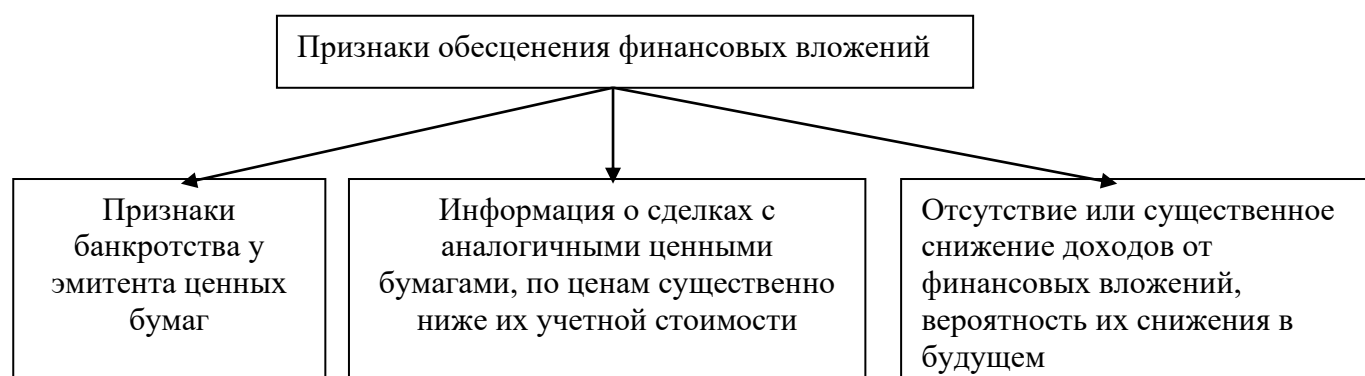 Признаки обесценения финансовых вложений
Признаки
банкротства у
эмитента ценных
бумаг
Информация о сделках с
аналогичными ценными
бумагами, по ценам существенно
ниже их учетной стоимости
Отсутствие или существенное
снижение доходов от
финансовых вложений,
вероятность их снижения в
будущем